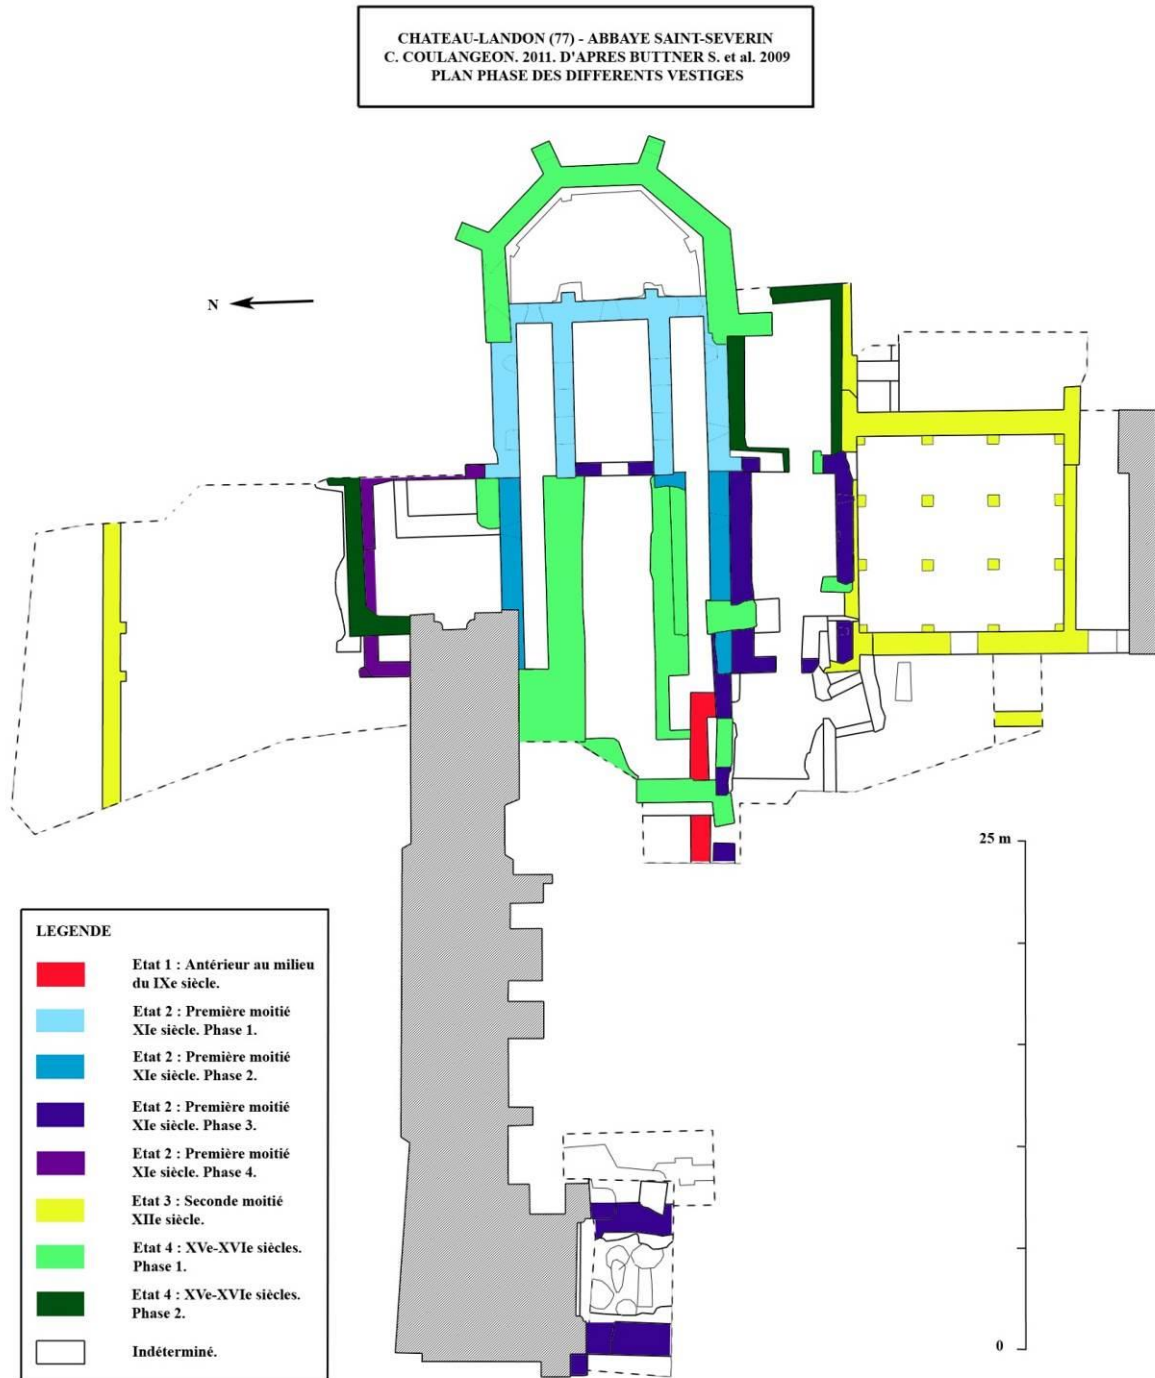 CHATEAU-LANDON (77) - ABBAYE SAINT-SEVERIN
C. COULANGEON. 2011. D'APRES BUTTNER S. et al. 2009
PLAN PHASE DES DIFFERENTS VESTIGES
N
25 m
0
LEGENDE
Etat 1 : Antérieur au milieu
du IXe siècle.
Etat 2 : Première moitié
XIe siècle. Phase 1.
Etat 2 : Première moitié
XIe siècle. Phase 2.
Etat 2 : Première moitié
XIe siècle. Phase 3.
Etat 2 : Première moitié
XIe siècle. Phase 4.
Etat 3 : Seconde moitié
XIIe siècle.
Etat 4 : XVe-XVIe siècles.
Phase 1.
Etat 4 : XVe-XVIe siècles.
Phase 2.
Indéterminé.